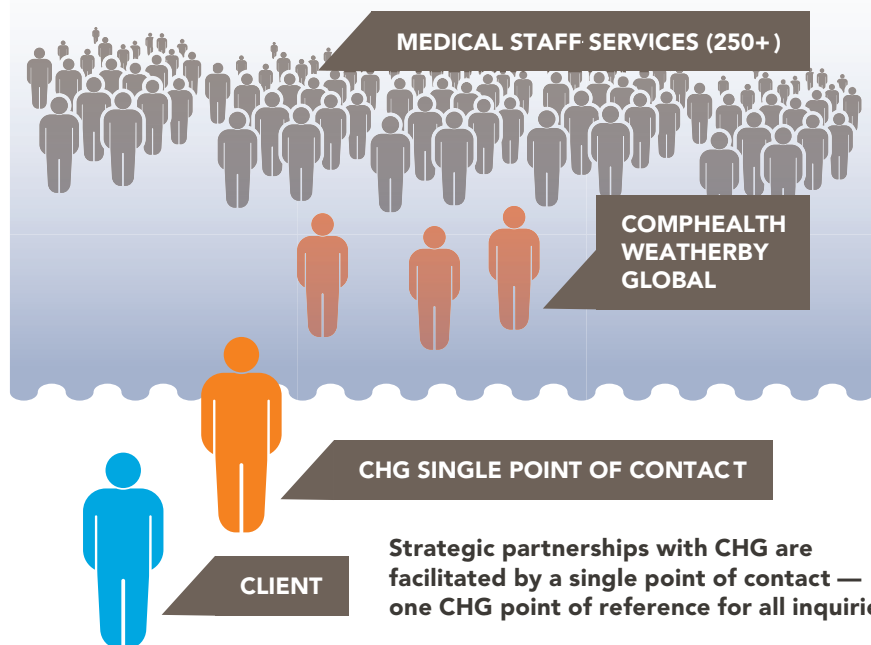 MEDICAL STAFF SERVICES (250+)
COMPHEALTH
WEATHERBY
GLOBAL
CHG SINGLE POINT OF CONTACT
CLIENT
Strategic partnerships with CHG are
facilitated by a single point of contact —
one CHG point of reference for all